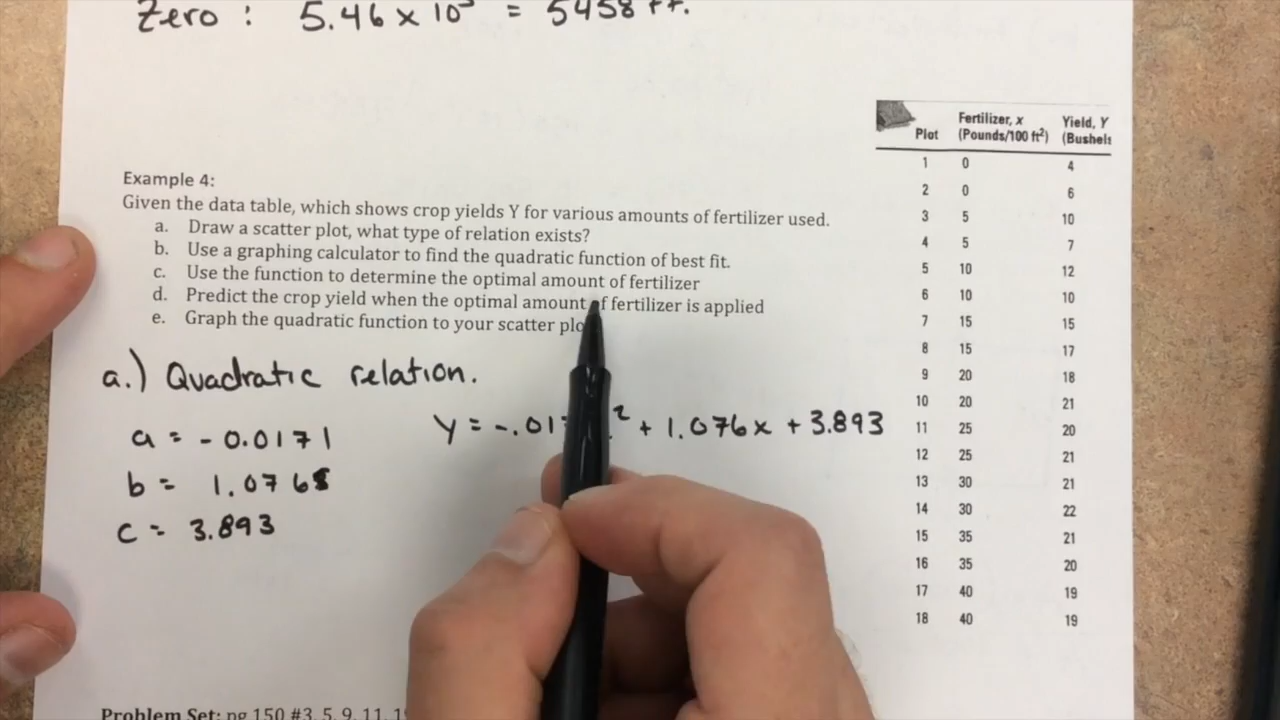 Zero : 5.46 x 10 = 5458 ft.
Fertilizer, x Yield, Y
Plot (Pounds/100 ft²) (Bushels
1 0 4
2 0 6
3 5 10
4 5 7
5 10 12
6 10 10
7 15 15
8 15 17
9 20 18
10 20 21
11 25 20
12 25 21
13 30 21
14 30 22
15 35 21
16 35 20
17 40 19
18 40 19
Example 4:
Given the data table, which shows crop yields Y for various amounts of fertilizer used.
a. Draw a scatter plot, what type of relation exists?
b. Use a graphing calculator to find the quadratic function of best fit.
c. Use the function to determine the optimal amount of fertilizer
d. Predict the crop yield when the optimal amount of fertilizer is applied
e. Graph the quadratic function to your scatter plo
a.) Quadratic relation.
a = -0.0171
b = 1.076
c = 3.893
y = -.017 ² + 1.076x + 3.893
Problem Set: pg 150 #3, 5, 9, 11, 1